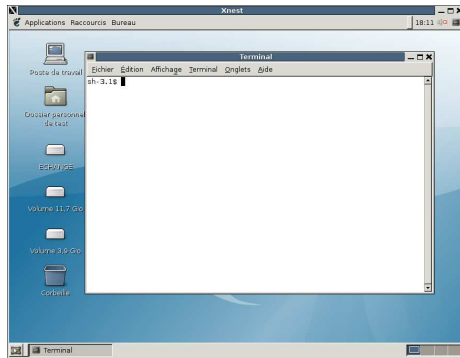 Xnest
Applications Raccourcis Bureau
18:11
Terminal
Fichier Édition Affichage Terminal Onglets Aide
sh-3.1$
Poste de travail
Dossier personnel
de test
ECHANGE
Volume 11.7 Gio
Volume 3.9 Gio
Corbeille
Terminal